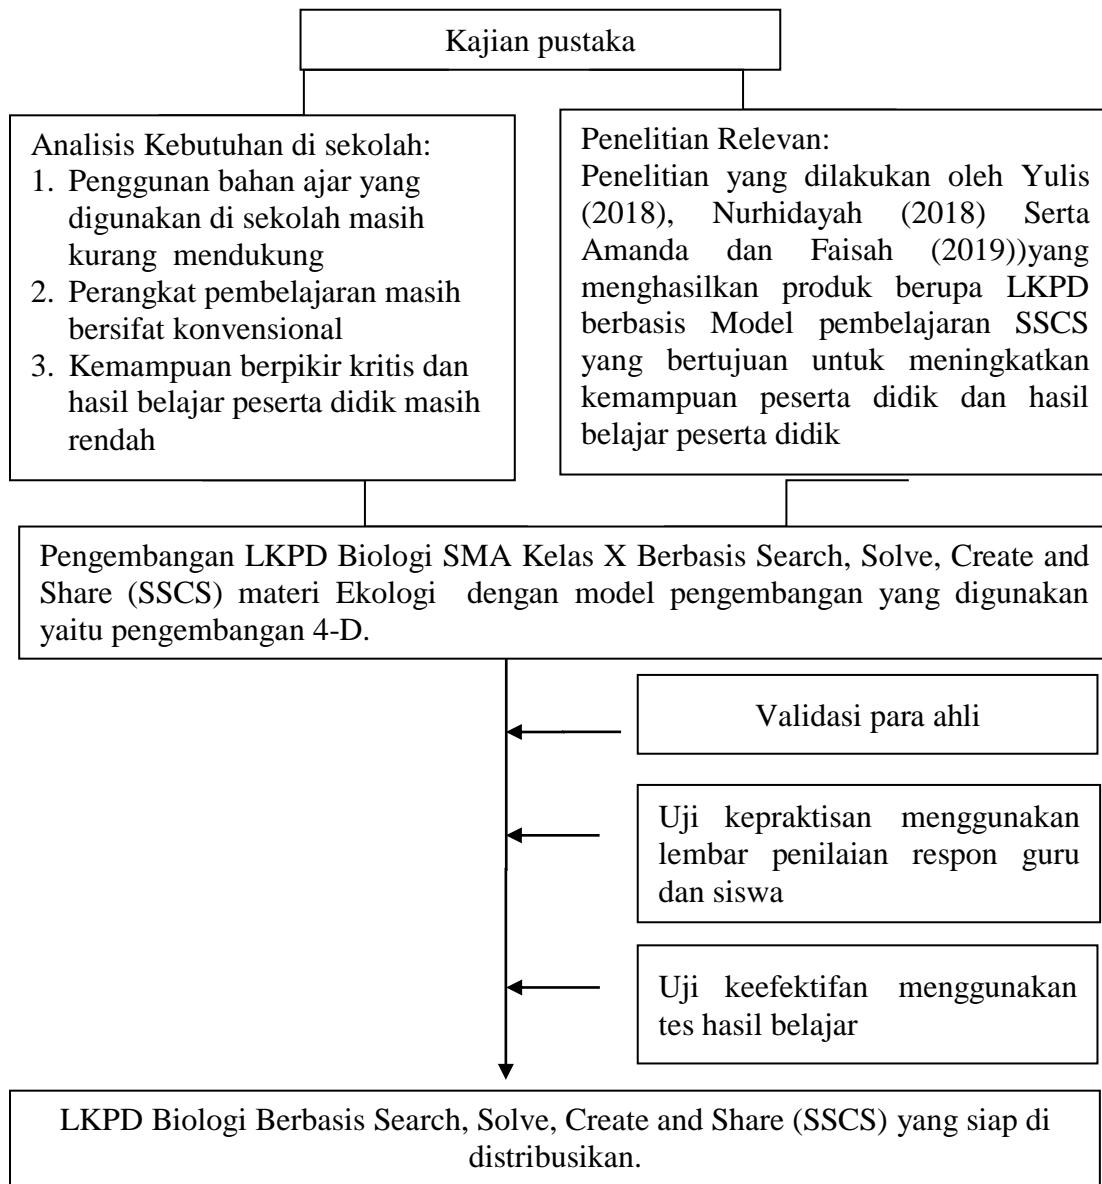 Kajian pustaka
Analisis Kebutuhan di sekolah:
1. Penggunan bahan ajar yang
digunakan di sekolah masih
kurang mendukung
2. Perangkat pembelajaran masih
bersifat konvensional
3. Kemampuan berpikir kritis dan
hasil belajar peserta didik masih
rendah
Penelitian Relevan:
Penelitian yang dilakukan oleh Yulis
(2018), Nurhidayah (2018) Serta
Amanda dan Faisah (2019))yang
menghasilkan produk berupa LKPD
berbasis Model pembelajaran SSCS
yang bertujuan untuk meningkatkan
kemampuan peserta didik dan hasil
belajar peserta didik
Pengembangan LKPD Biologi SMA Kelas X Berbasis Search, Solve, Create and
Share (SSCS) materi Ekologi dengan model pengembangan yang digunakan
yaitu pengembangan 4-D.
Validasi para ahli
Uji kepraktisan menggunakan
lembar penilaian respon guru
dan siswa
Uji keefektifan menggunakan
tes hasil belajar
LKPD Biologi Berbasis Search, Solve, Create and Share (SSCS) yang siap di
distribusikan.